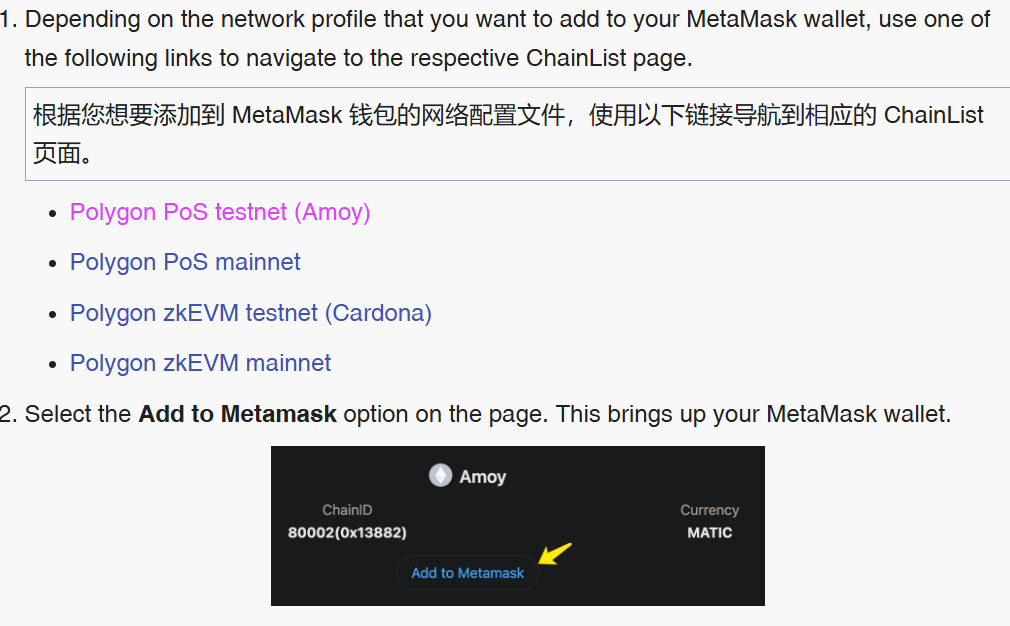 1. Depending on the network profile that you want to add to your MetaMask wallet, use one of
the following links to navigate to the respective ChainList page.
根据您想要添加到 MetaMask 钱包的网络配置文件，使用以下链接导航到相应的 ChainList
页面。
• Polygon PoS testnet (Amoy)
• Polygon PoS mainnet
• Polygon zkEVM testnet (Cardona)
• Polygon zkEVM mainnet
2. Select the Add to Metamask option on the page. This brings up your MetaMask wallet.
Amoy
ChainID Currency
80002(0x13882) MATIC
Add to Metamask